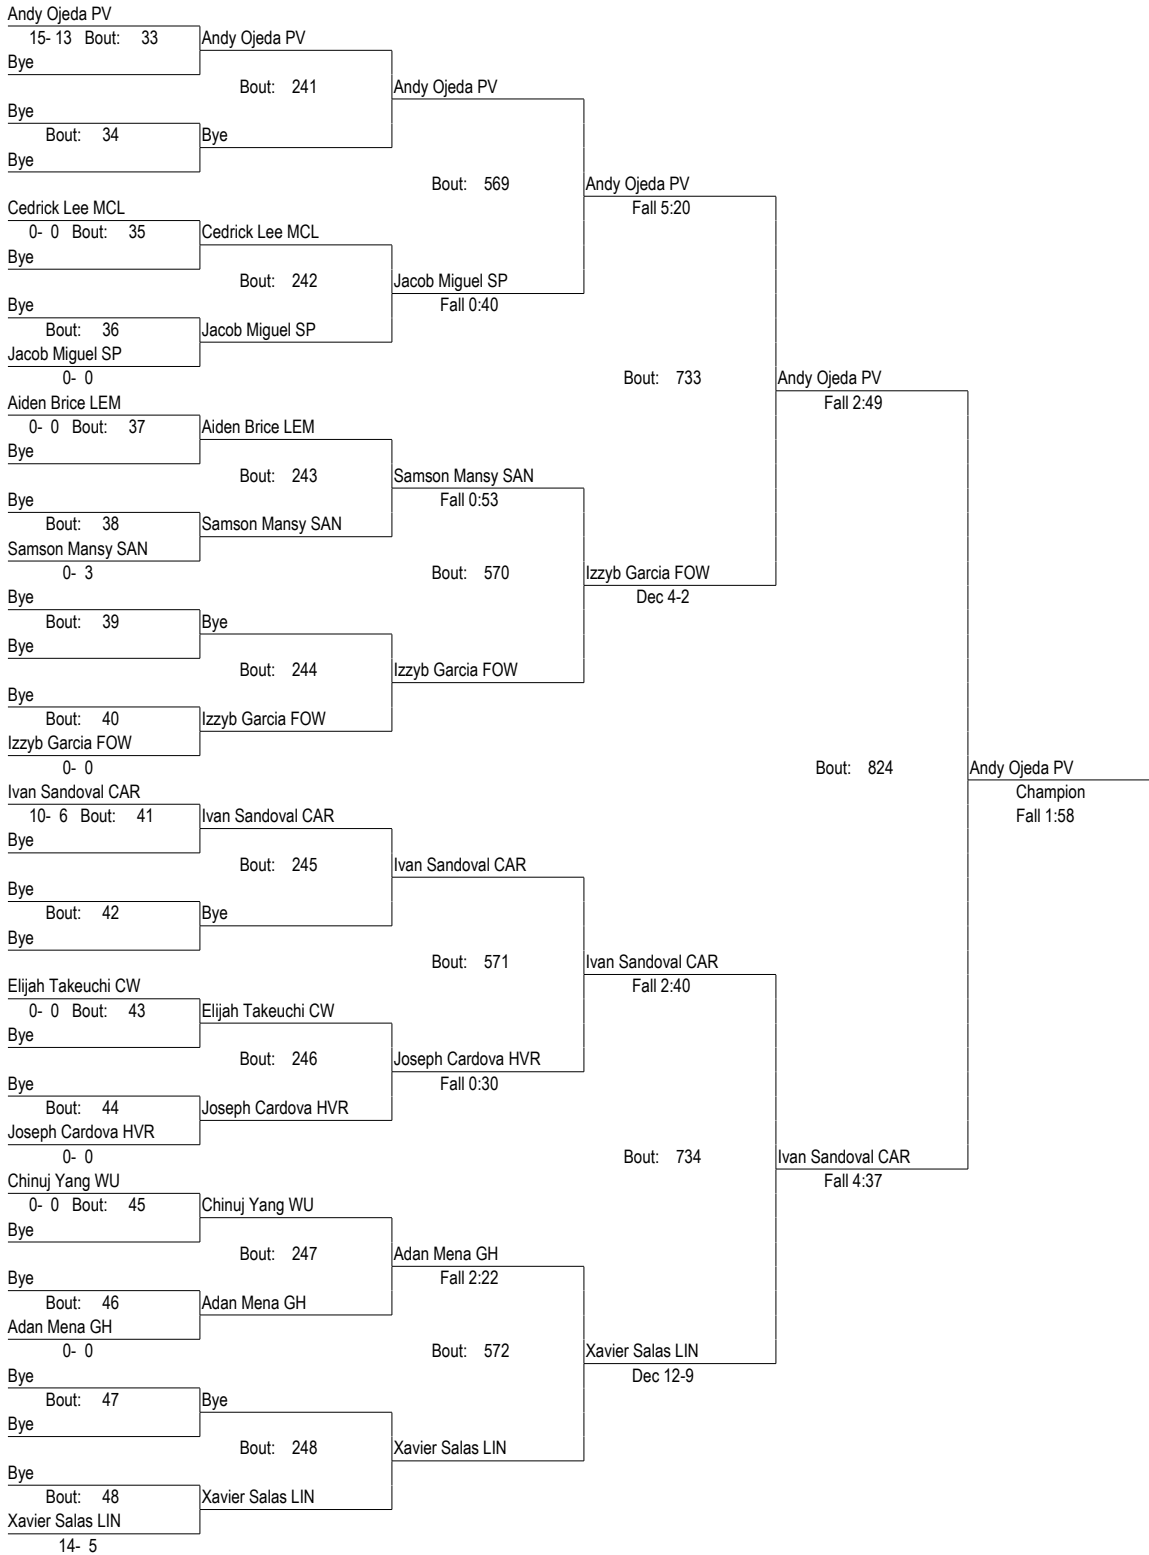 Andy Ojeda PV
15- 13 Bout: 33 Andy Ojeda PV
Bye
Bout: 241 Andy Ojeda PV
Bye
Bout: 34 Bye
Bye
Bout: 569 Andy Ojeda PV
Cedrick Lee MCL Fall 5:20
0- 0 Bout: 35 Cedrick Lee MCL
Bye
Bout: 242 Jacob Miguel SP
Bye Fall 0:40
Bout: 36 Jacob Miguel SP
Jacob Miguel SP
0- 0 Bout: 733 Andy Ojeda PV
Aiden Brice LEM Fall 2:49
0- 0 Bout: 37 Aiden Brice LEM
Bye
Bout: 243 Samson Mansy SAN
Bye Fall 0:53
Bout: 38 Samson Mansy SAN
Samson Mansy SAN
0- 3 Bout: 570 Izzyb Garcia FOW
Bye Dec 4-2
Bout: 39 Bye
Bye
Bout: 244 Izzyb Garcia FOW
Bye
Bout: 40 Izzyb Garcia FOW
Izzyb Garcia FOW
0- 0 Bout: 824 Andy Ojeda PV
Ivan Sandoval CAR Champion
10- 6 Bout: 41 Ivan Sandoval CAR Fall 1:58
Bye
Bout: 245 Ivan Sandoval CAR
Bye
Bout: 42 Bye
Bye
Bout: 571 Ivan Sandoval CAR
Elijah Takeuchi CW Fall 2:40
0- 0 Bout: 43 Elijah Takeuchi CW
Bye
Bout: 246 Joseph Cardova HVR
Bye Fall 0:30
Bout: 44 Joseph Cardova HVR
Joseph Cardova HVR
0- 0 Bout: 734 Ivan Sandoval CAR
Chinuj Yang WU Fall 4:37
0- 0 Bout: 45 Chinuj Yang WU
Bye
Bout: 247 Adan Mena GH
Bye Fall 2:22
Bout: 46 Adan Mena GH
Adan Mena GH
0- 0 Bout: 572 Xavier Salas LIN
Bye Dec 12-9
Bout: 47 Bye
Bye
Bout: 248 Xavier Salas LIN
Bye
Bout: 48 Xavier Salas LIN
Xavier Salas LIN
14- 5